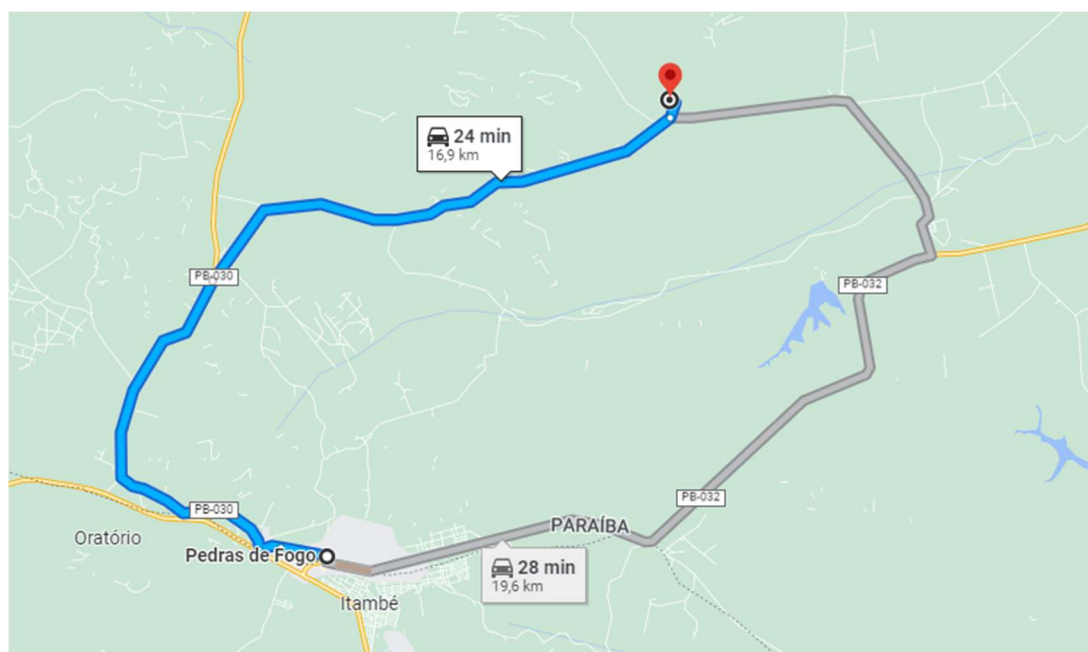 24 min
16,9 km
PB-030
PB-032
PB-032
PB-030
PARAÍBA
Oratório
Pedras de Fogo
28 min
19,6 km
Itambé